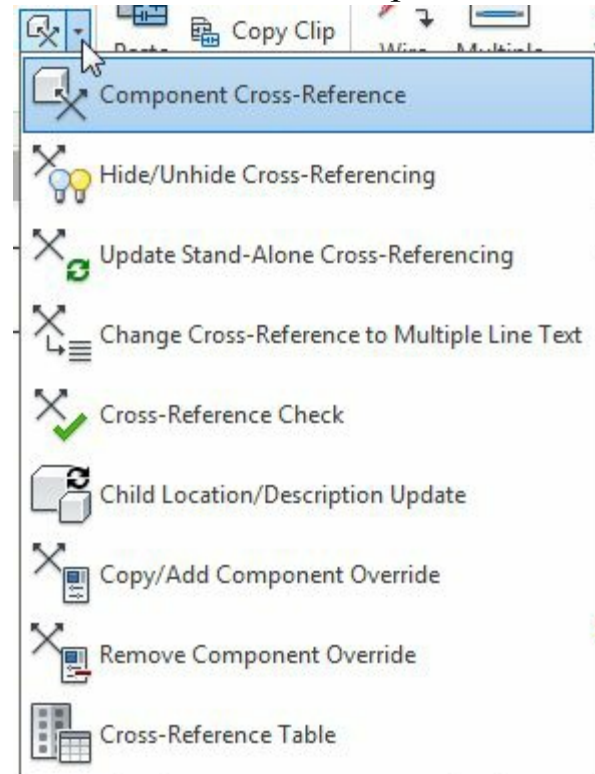 Copy Clip
Component Cross-Reference
Hide/Unhide Cross-Referencing
Update Stand-Alone Cross-Referencing
Change Cross-Reference to Multiple Line Text
Cross-Reference Check
Child Location/Description Update
Copy/Add Component Override
Remove Component Override
Cross-Reference Table